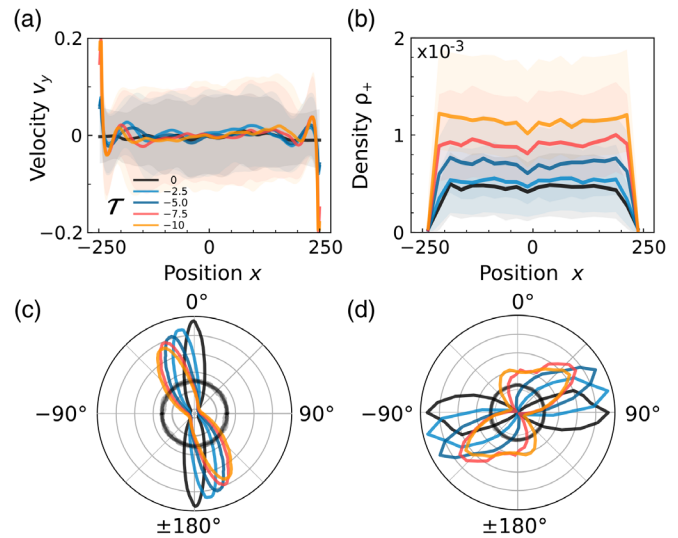 (a)
(b)
0.2
0
−0.2
Velocity vy
−250
0
250
Position x
𝒯
0
−2.5
−5.0
−7.5
−10
2
1
0
x10⁻³
Density ρ+
−250
0
250
Position x
(c)
(d)
0°
−90°
90°
±180°
0°
−90°
90°
±180°